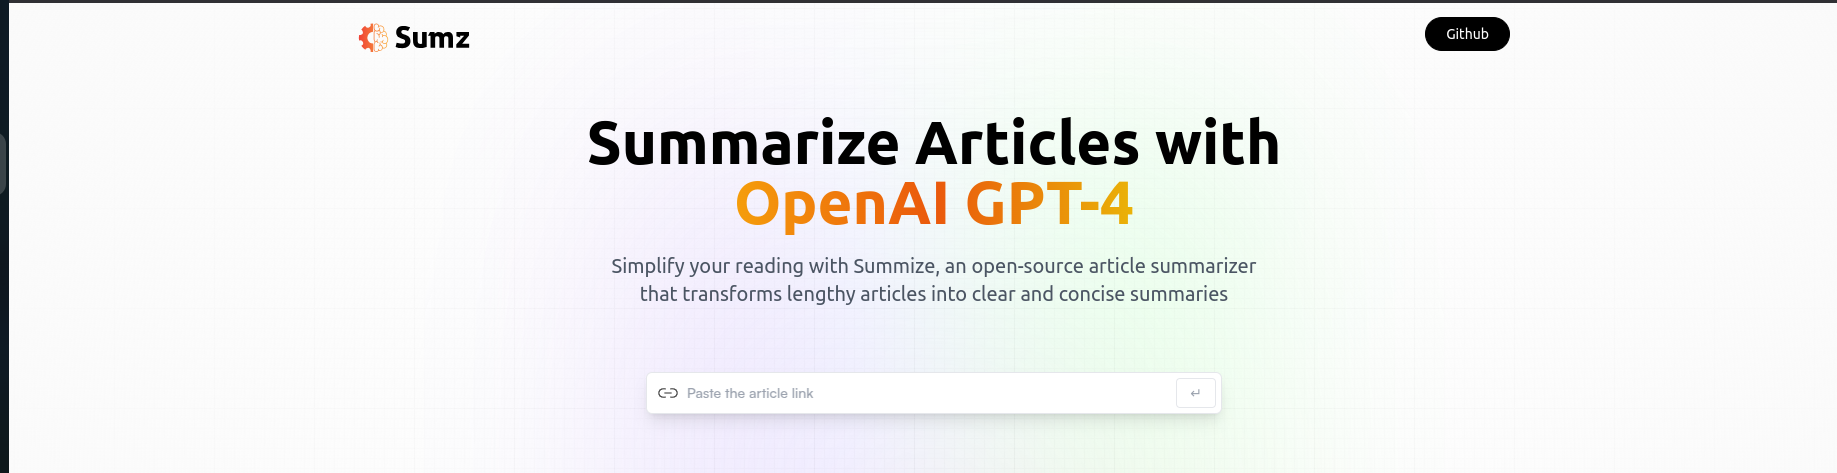 Sumz
Github
Summarize Articles with
OpenAI GPT-4
Simplify your reading with Summize, an open-source article summarizer
that transforms lengthy articles into clear and concise summaries
Paste the article link
↵